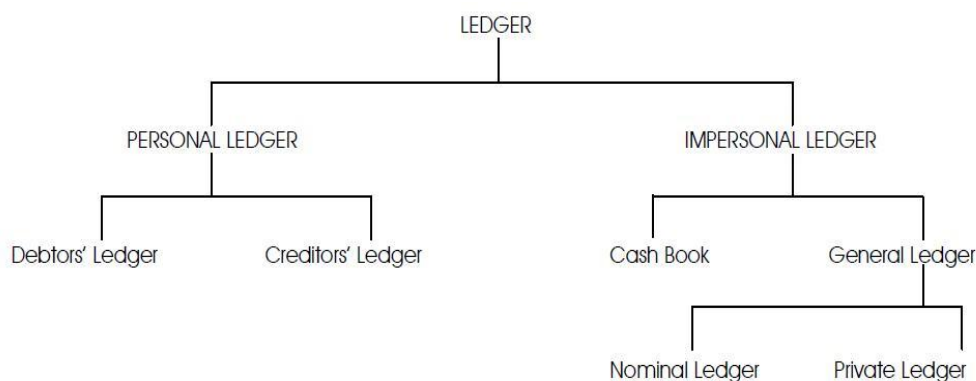 LEDGER
PERSONAL LEDGER IMPERSONAL LEDGER
Debtors' Ledger Creditors' Ledger Cash Book General Ledger
Nominal Ledger Private Ledger